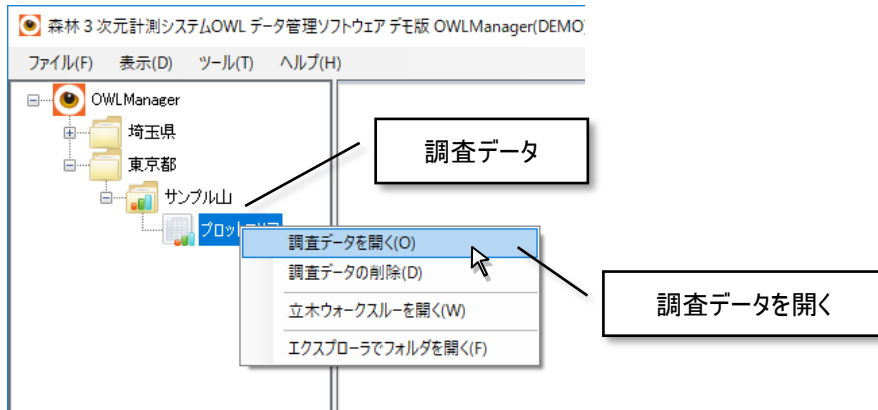 森林３次元計測システムOWL データ管理ソフトウェア デモ版 OWLManager(DEMO)
ファイル(F) 表示(D) ツール(T) ヘルプ(H)
OWLManager
埼玉県
東京都
サンプル山
調査データ
調査データを開く(O)
調査データの削除(D)
立木ウォークスルーを開く(W)
エクスプローラでフォルダを開く(F)
調査データを開く